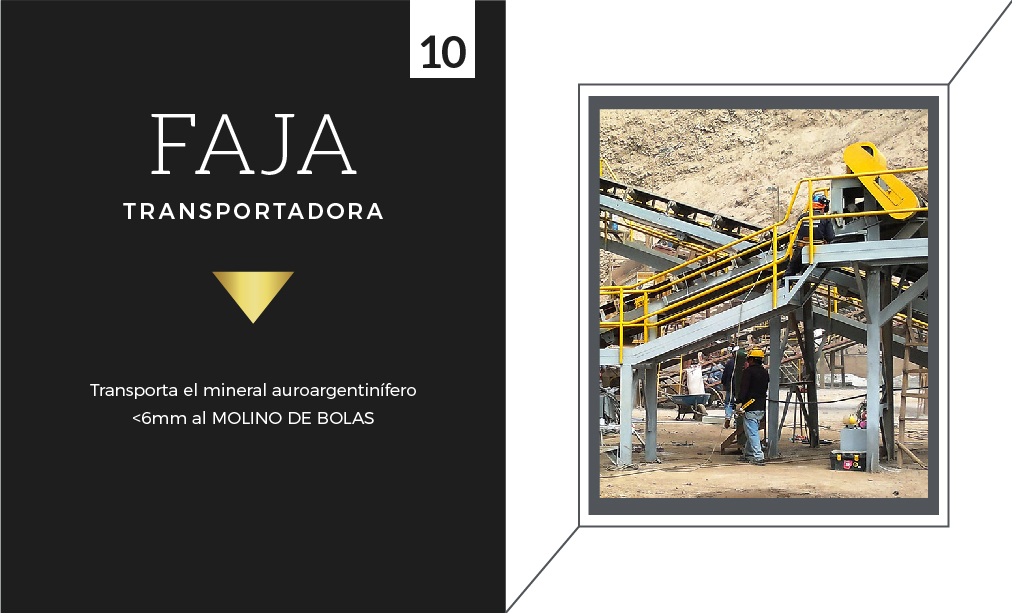 10
FAJA
TRANSPORTADORA
Transporta el mineral auroargentinífero
<6mm al MOLINO DE BOLAS